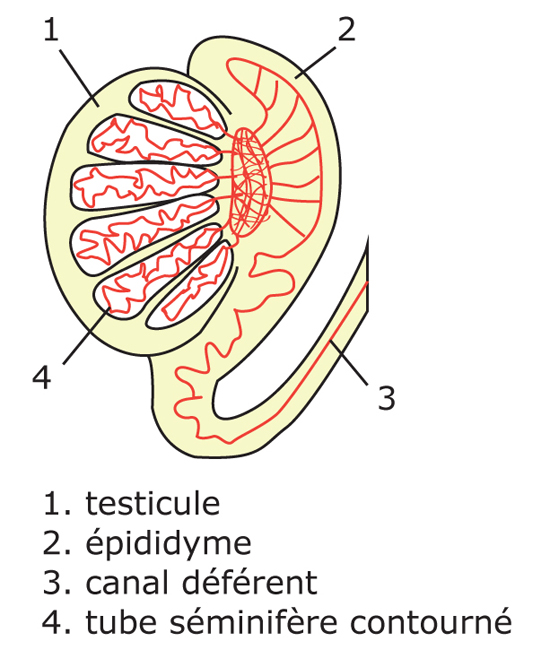 1
2
3
4
1. testicule
2. épididyme
3. canal déférent
4. tube séminifère contourné